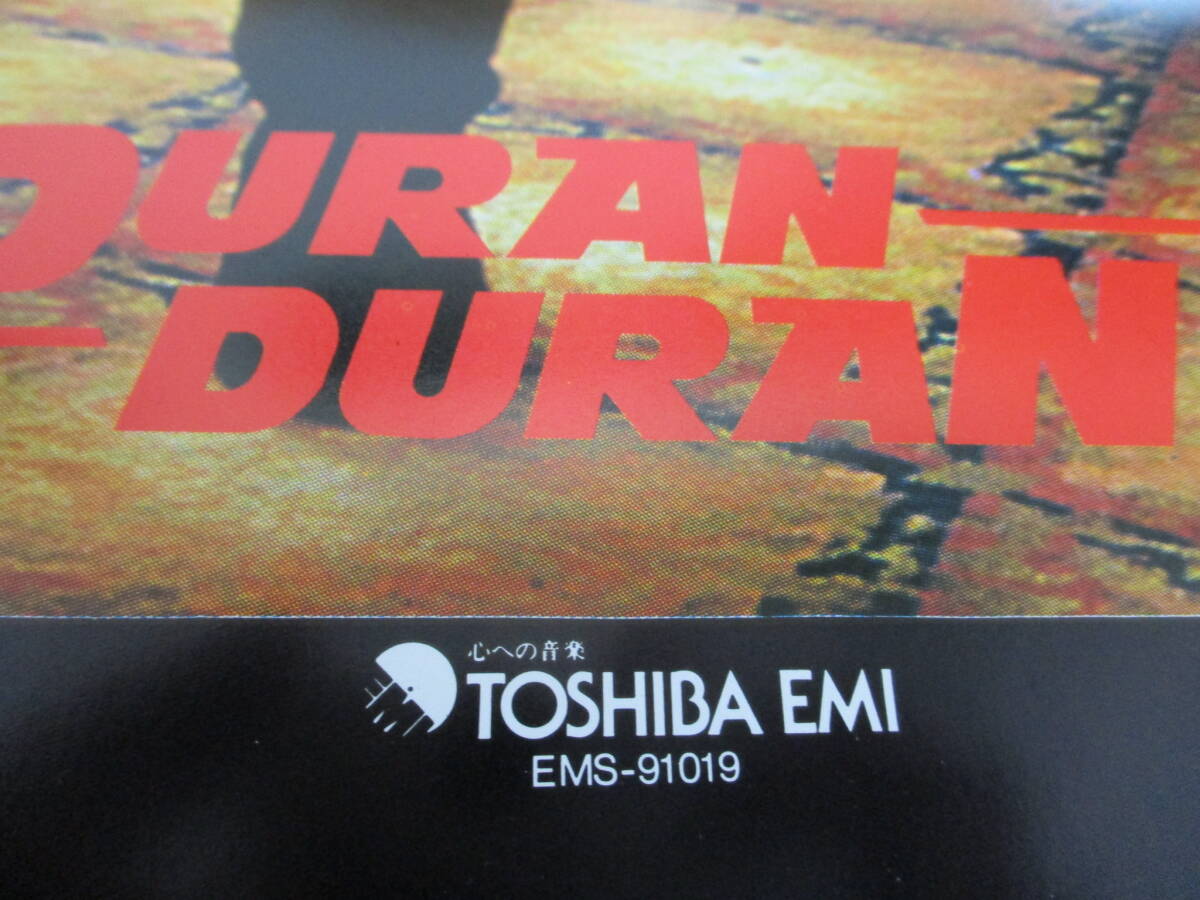 DURAN
DURAN
心への音楽
TOSHIBA EMI
EMS-91019